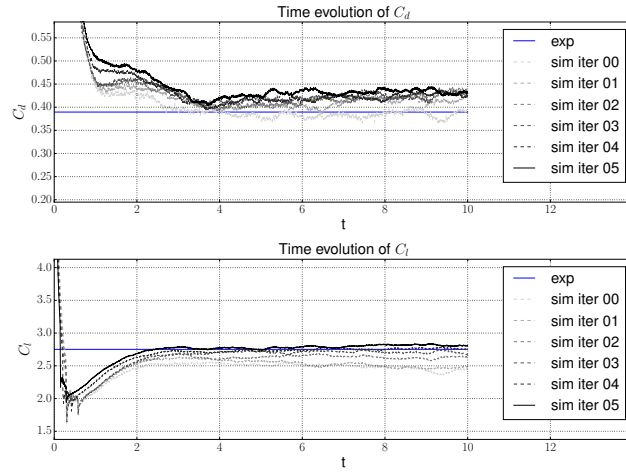 Time evolution of C_d
0.55
0.50
0.45
0.40
0.35
0.30
0.25
0.20
C_d
0 2 4 6 8 10 12
t
exp
sim iter 00
sim iter 01
sim iter 02
sim iter 03
sim iter 04
sim iter 05
Time evolution of C_l
4.0
3.5
3.0
2.5
2.0
1.5
C_l
0 2 4 6 8 10 12
t
exp
sim iter 00
sim iter 01
sim iter 02
sim iter 03
sim iter 04
sim iter 05